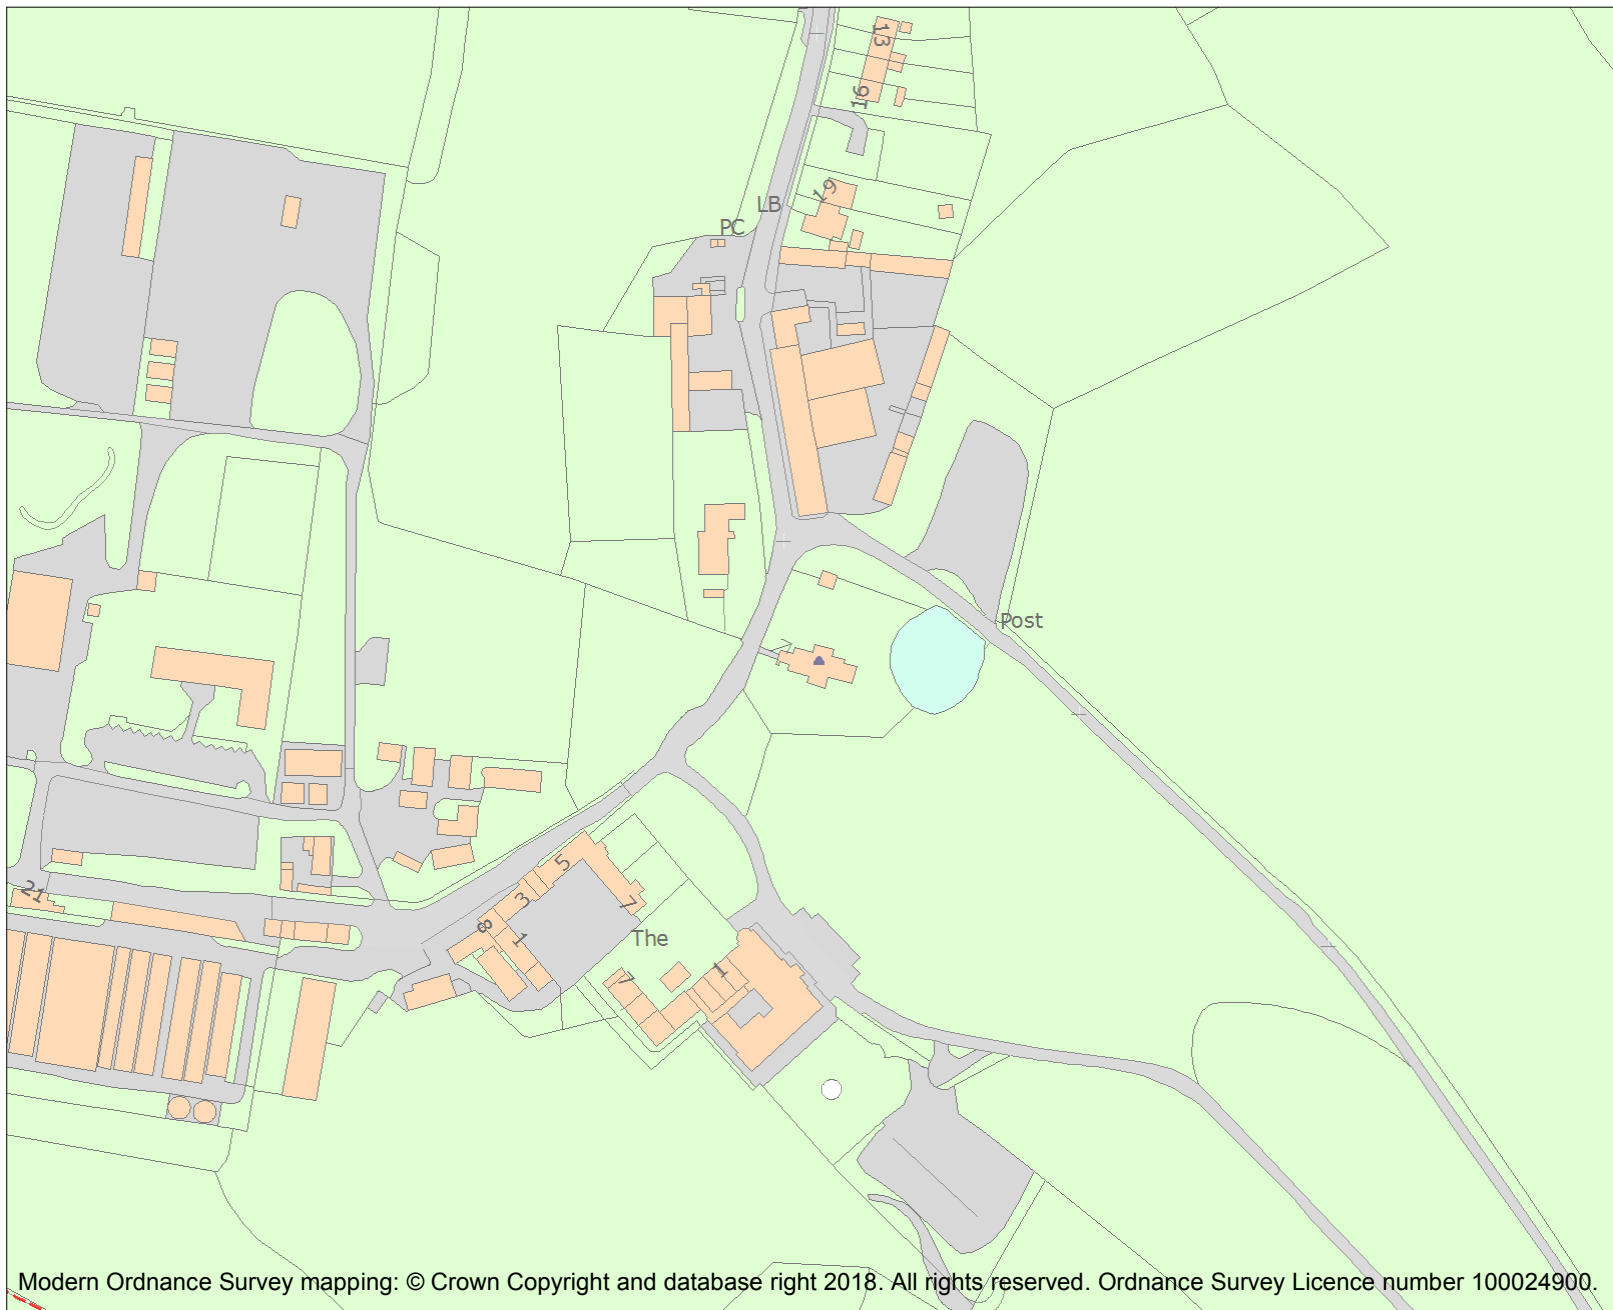 13
16
19
LB
PC
Post
7
5
3
7
8
1
21
The
1
7
Modern Ordnance Survey mapping: © Crown Copyright and database right 2018. All rights reserved. Ordnance Survey Licence number 100024900.